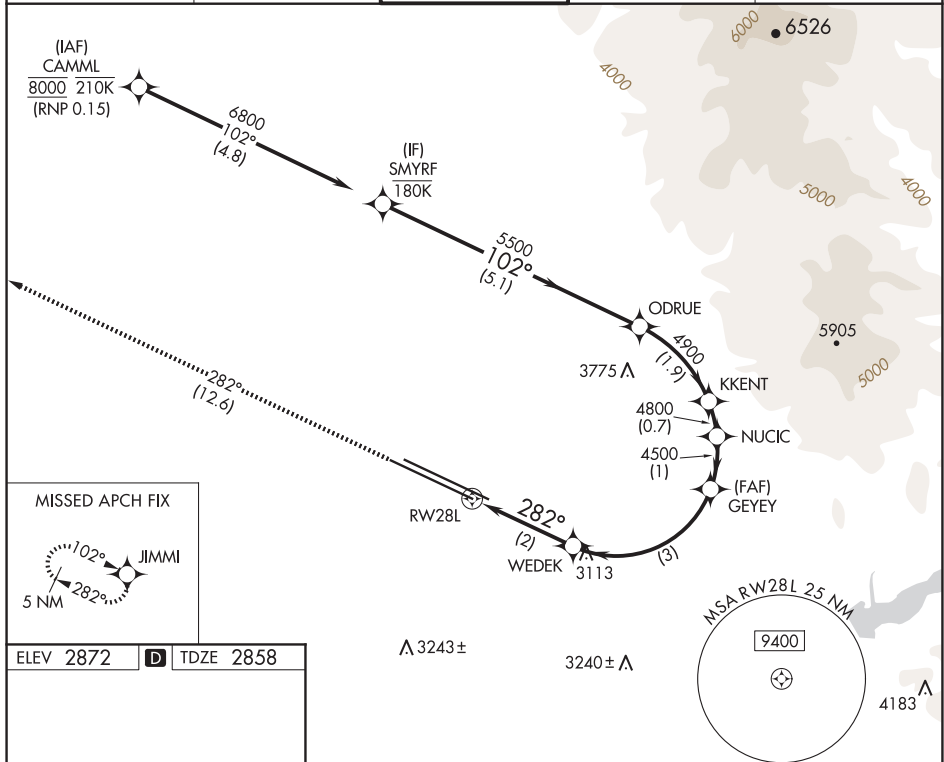 6000
6526
(IAF)
CAMML
8000 210K
(RNP 0.15)
4000
6800
102°
(4.8)
(IF)
SMYRF
180K
5000
4000
5500
102°
(5.1)
ODRUE
5905
5000
4900
(1.9)
3775
KKENT
282°
(12.6)
4800
(0.7)
NUCIC
4500
(1)
(FAF)
GEYEY
MISSED APCH FIX
RW28L
282°
(2)
WEDEK
3113
(3)
102°
JIMMI
282°
5 NM
MSA RW28L 25 NM
9400
3243±
3240±
4183
ELEV 2872 D TDZE 2858